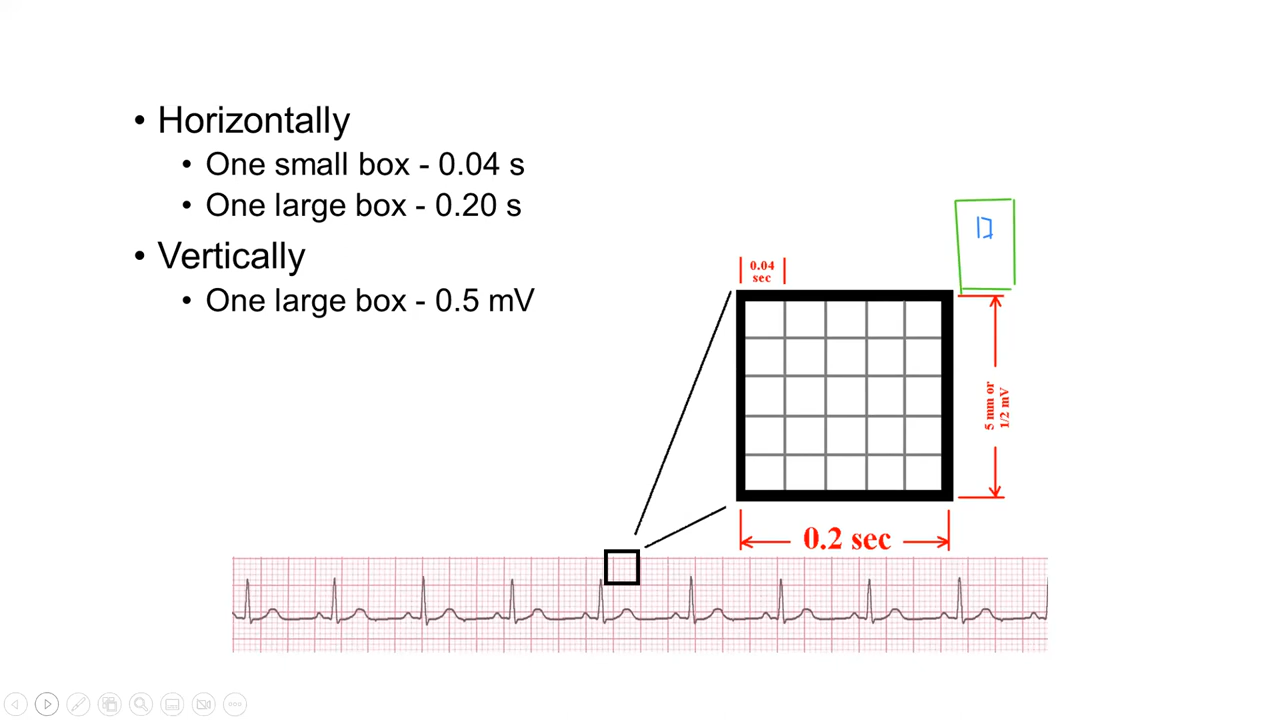 • Horizontally
• One small box - 0.04 s
• One large box - 0.20 s
• Vertically
• One large box - 0.5 mV
0.04
sec
5 mm or
1/2 mV
0.2 sec